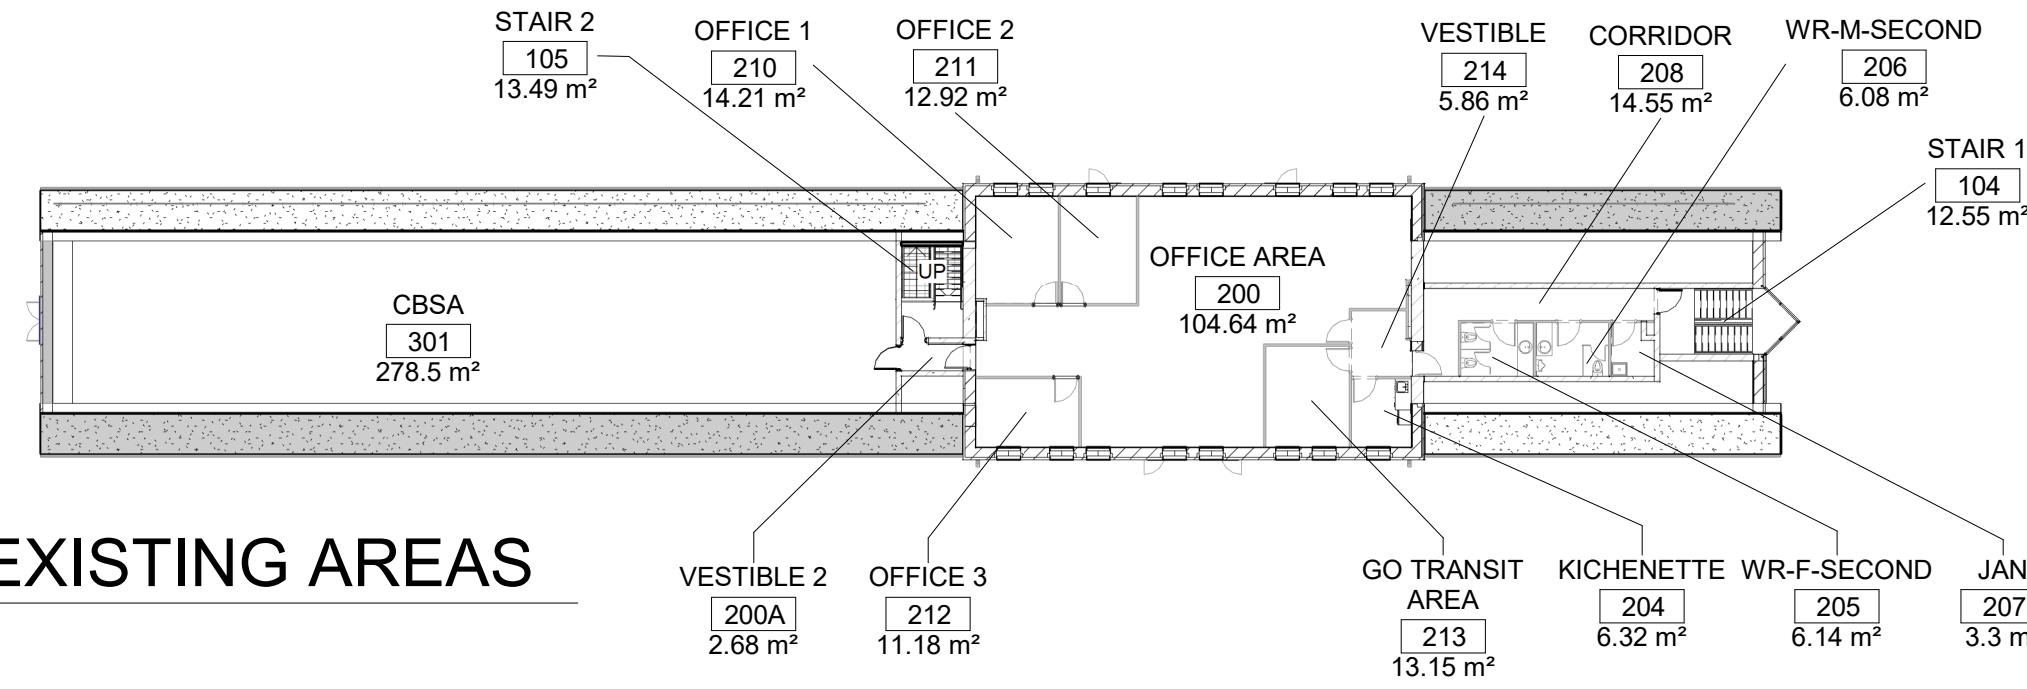 STAIR 2
105
13.49 m²
OFFICE 1
210
14.21 m²
OFFICE 2
211
12.92 m²
VESTIBLE
214
5.86 m²
CORRIDOR
208
14.55 m²
WR-M-SECOND
206
6.08 m²
STAIR 1
104
12.55 m²
UP
OFFICE AREA
200
104.64 m²
CBSA
301
278.5 m²
EXISTING AREAS
VESTIBLE 2
200A
2.68 m²
OFFICE 3
212
11.18 m²
GO TRANSIT
AREA
213
13.15 m²
KICHENETTE
204
6.32 m²
WR-F-SECOND
205
6.14 m²
JAN
207
3.3 m